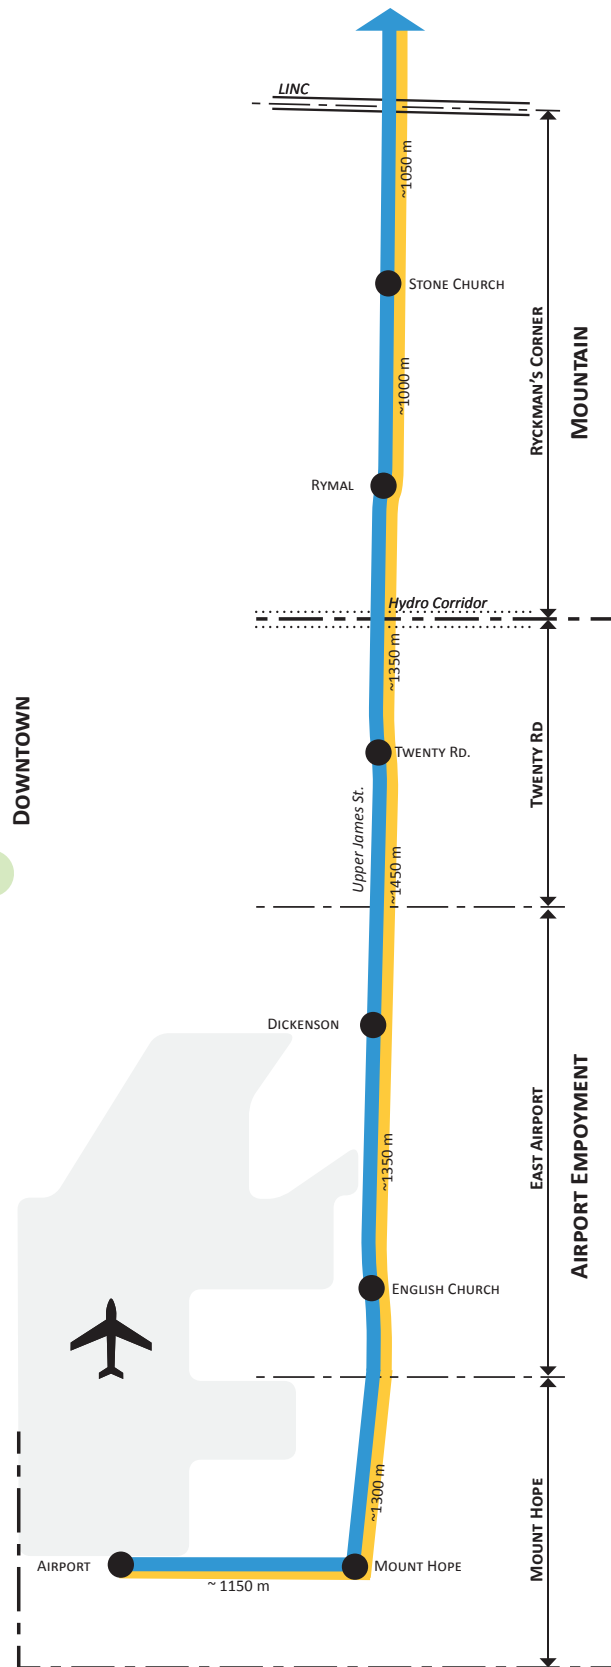 LINC
~1050 m
STONE CHURCH
~1000 m
RYCKMAN'S CORNER
MOUNTAIN
RYMAL
Hydro Corridor
~1350 m
TWENTY RD.
TWENTY RD
DOWNTOWN
Upper James St.
~1450 m
DICKENSON
~1350 m
EAST AIRPORT
AIRPORT EMPOYMENT
ENGLISH CHURCH
~1300 m
MOUNT HOPE
AIRPORT
MOUNT HOPE
~ 1150 m